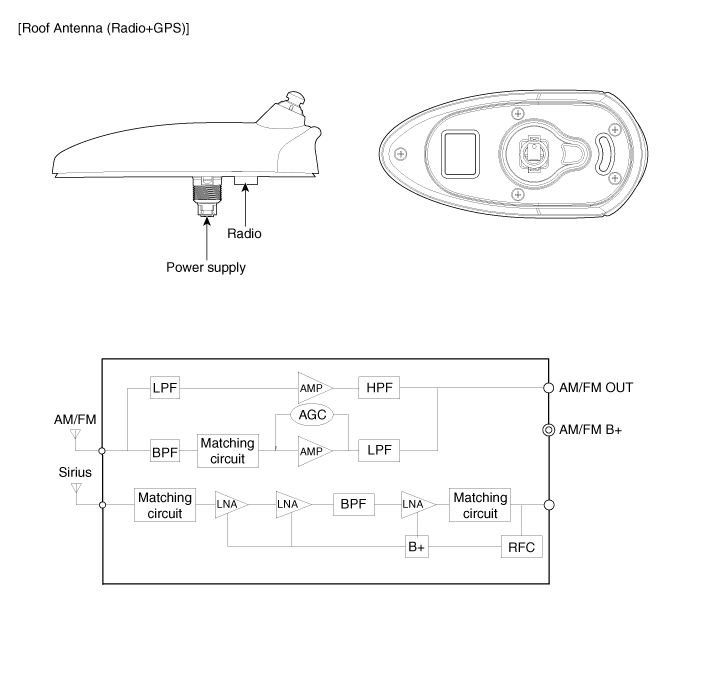 [Roof Antenna (Radio+GPS)]
Radio
Power supply
LPF
AMP
HPF
AM/FM OUT
AGC
AM/FM
AM/FM B+
BPF
Matching
circuit
AMP
LPF
Sirius
Matching
circuit
LNA
LNA
BPF
LNA
Matching
circuit
B+
RFC